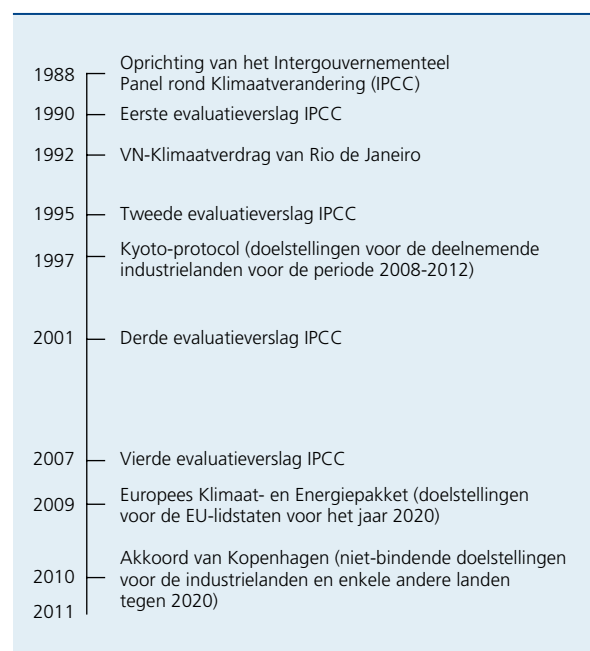 1988 Oprichting van het Intergouvernementeel
Panel rond Klimaatverandering (IPCC)
1990 Eerste evaluatieverslag IPCC
1992 VN-Klimaatverdrag van Rio de Janeiro
1995 Tweede evaluatieverslag IPCC
1997 Kyoto-protocol (doelstellingen voor de deelnemende
industrielanden voor de periode 2008-2012)
2001 Derde evaluatieverslag IPCC
2007 Vierde evaluatieverslag IPCC
2009 Europees Klimaat- en Energiepakket (doelstellingen
voor de EU-lidstaten voor het jaar 2020)
Akkoord van Kopenhagen (niet-bindende doelstellingen
2010 voor de industrielanden en enkele andere landen
tegen 2020)
2011